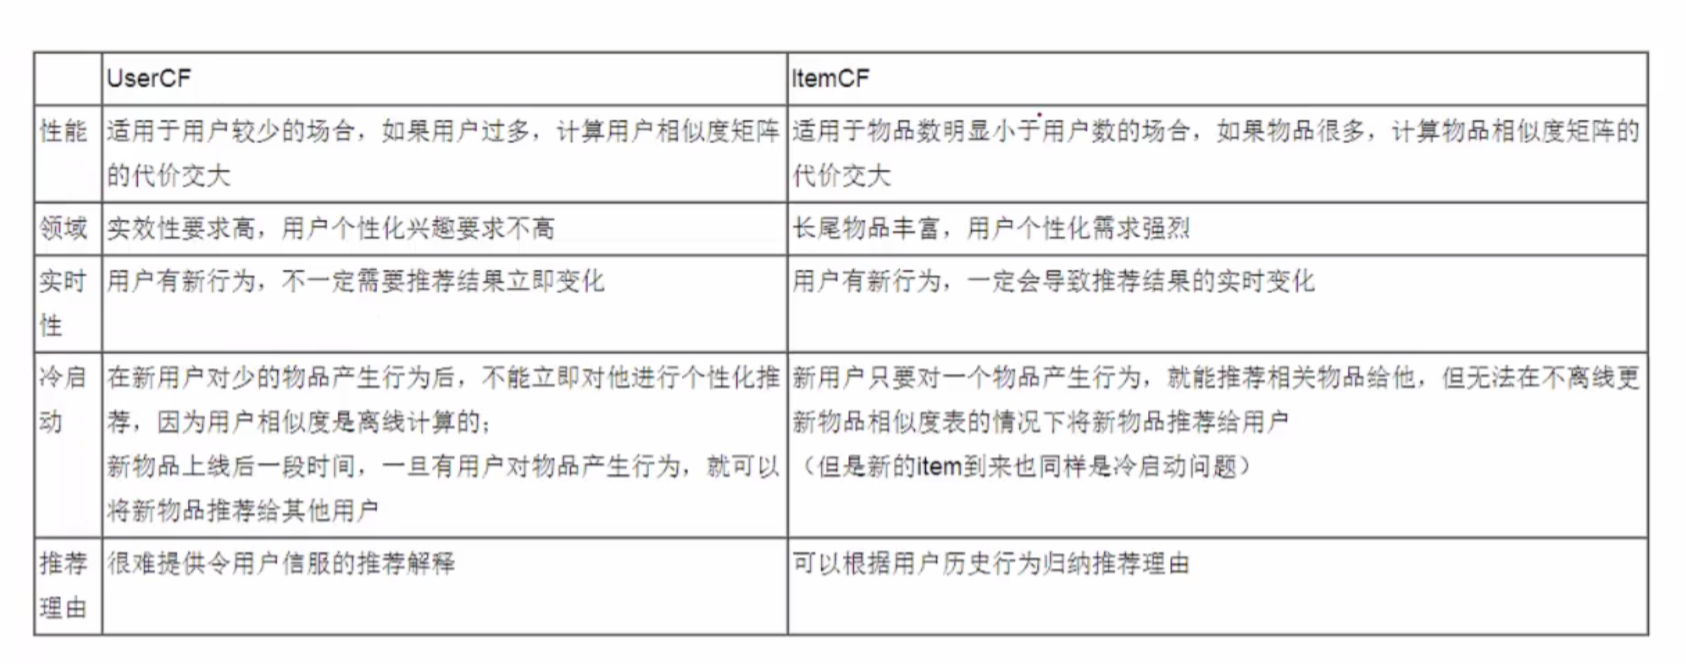 UserCF
ItemCF
性能
适用于用户较少的场合，如果用户过多，计算用户相似度矩阵
的代价交大
适用于物品数明显小于用户数的场合，如果物品很多，计算物品相似度矩阵的
代价交大
领域
实效性要求高，用户个性化兴趣要求不高
长尾物品丰富，用户个性化需求强烈
实时
性
用户有新行为，不一定需要推荐结果立即变化
用户有新行为，一定会导致推荐结果的实时变化
冷启
动
在新用户对少的物品产生行为后，不能立即对他进行个性化推
荐，因为用户相似度是离线计算的；
新物品上线后一段时间，一旦有用户对物品产生行为，就可以
将新物品推荐给其他用户
新用户只要对一个物品产生行为，就能推荐相关物品给他，但无法在不离线更
新物品相似度表的情况下将新物品推荐给用户
（但是新的item到来也同样是冷启动问题）
推荐
理由
很难提供令用户信服的推荐解释
可以根据用户历史行为归纳推荐理由